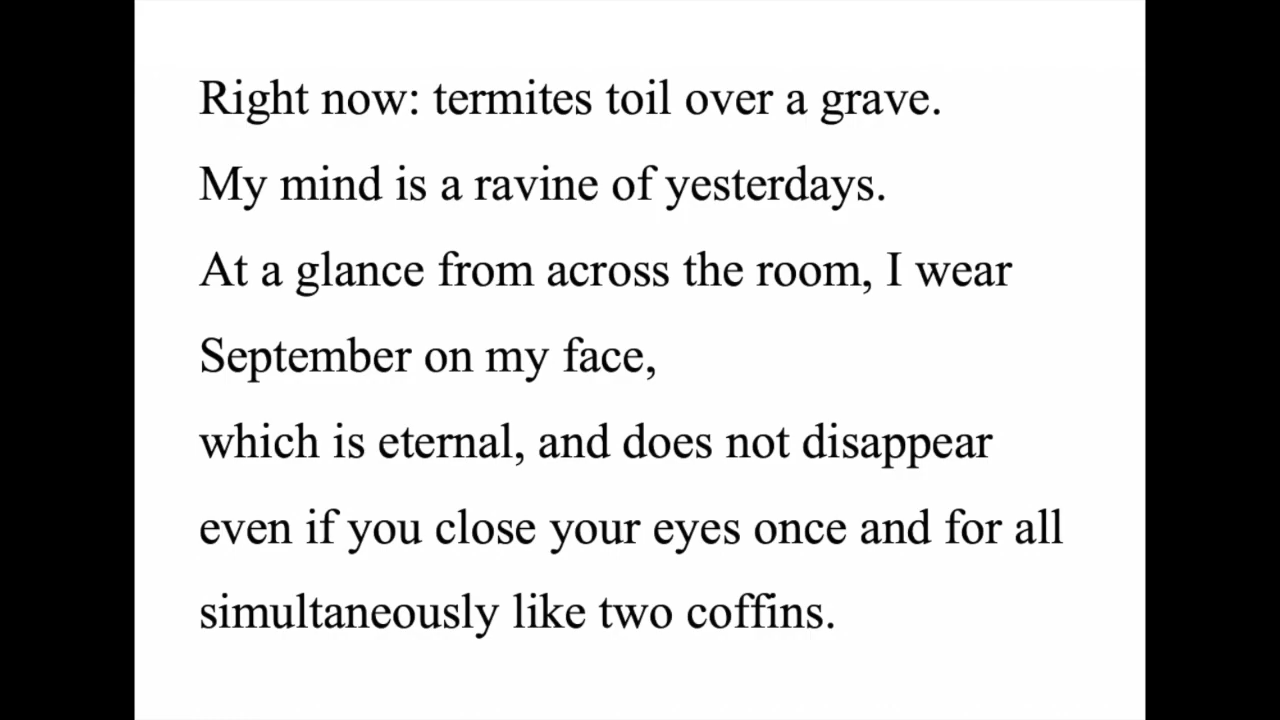 Right now: termites toil over a grave.
My mind is a ravine of yesterdays.
At a glance from across the room, I wear
September on my face,
which is eternal, and does not disappear
even if you close your eyes once and for all
simultaneously like two coffins.